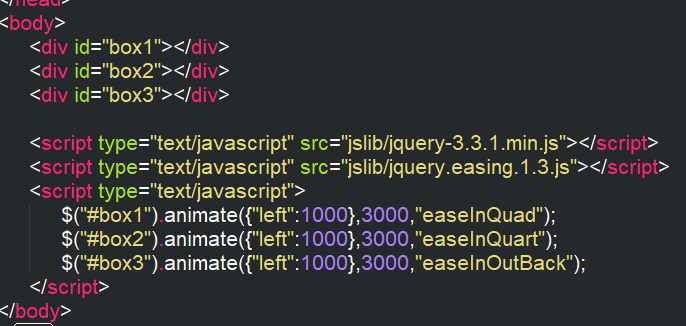 </head>
<body>
<div id="box1"></div>
<div id="box2"></div>
<div id="box3"></div>
<script type="text/javascript" src="jslib/jquery-3.3.1.min.js"></script>
<script type="text/javascript" src="jslib/jquery.easing.1.3.js"></script>
<script type="text/javascript">
$("#box1").animate({"left":1000},3000,"easeInQuad");
$("#box2").animate({"left":1000},3000,"easeInQuart");
$("#box3").animate({"left":1000},3000,"easeInOutBack");
</script>
</body>